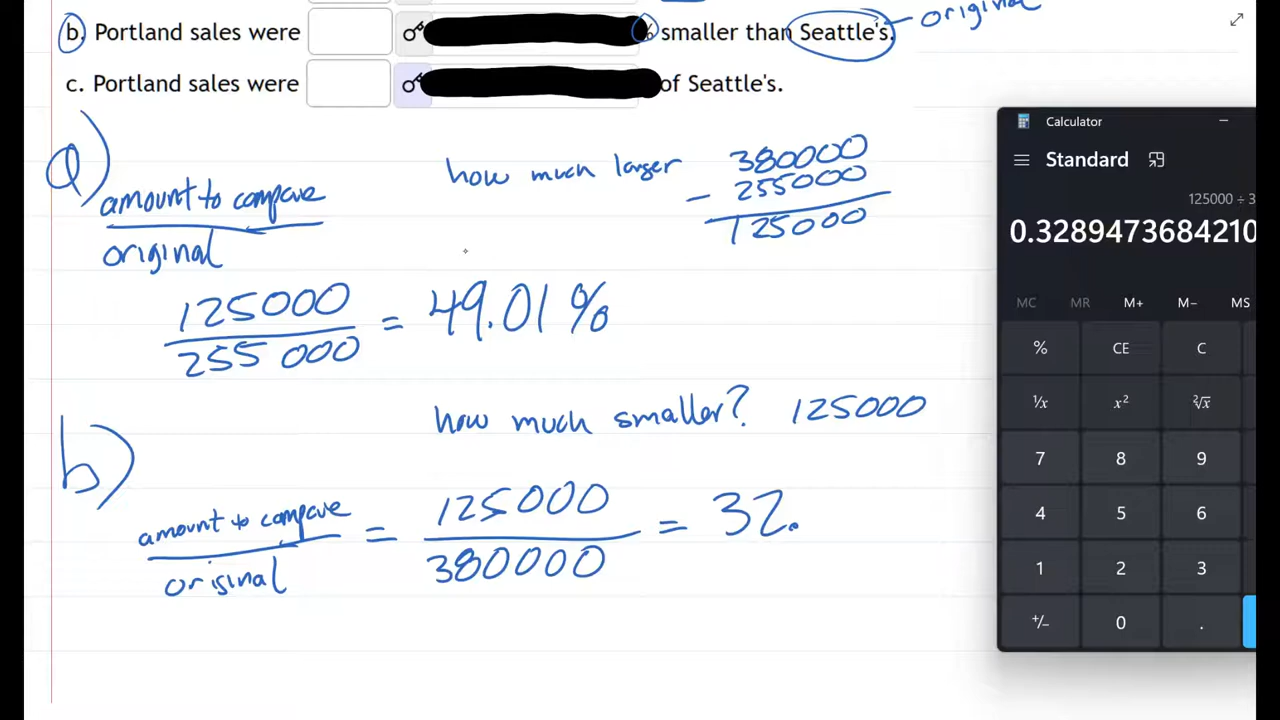 original
b. Portland sales were % smaller than Seattle's.
c. Portland sales were of Seattle's.
a)
amount to compare
original
how much larger
380000
- 255000
125000
125000
255 000
= 49.01 %
how much smaller? 125000
b)
amount to compare
original
=
125000
380000
= 32.
Calculator
Standard
125000 ÷ 3
0.3289473684210
MC MR M+ M− MS
% CE C
¹/x x² ²√x
7 8 9
4 5 6
1 2 3
+/− 0 .